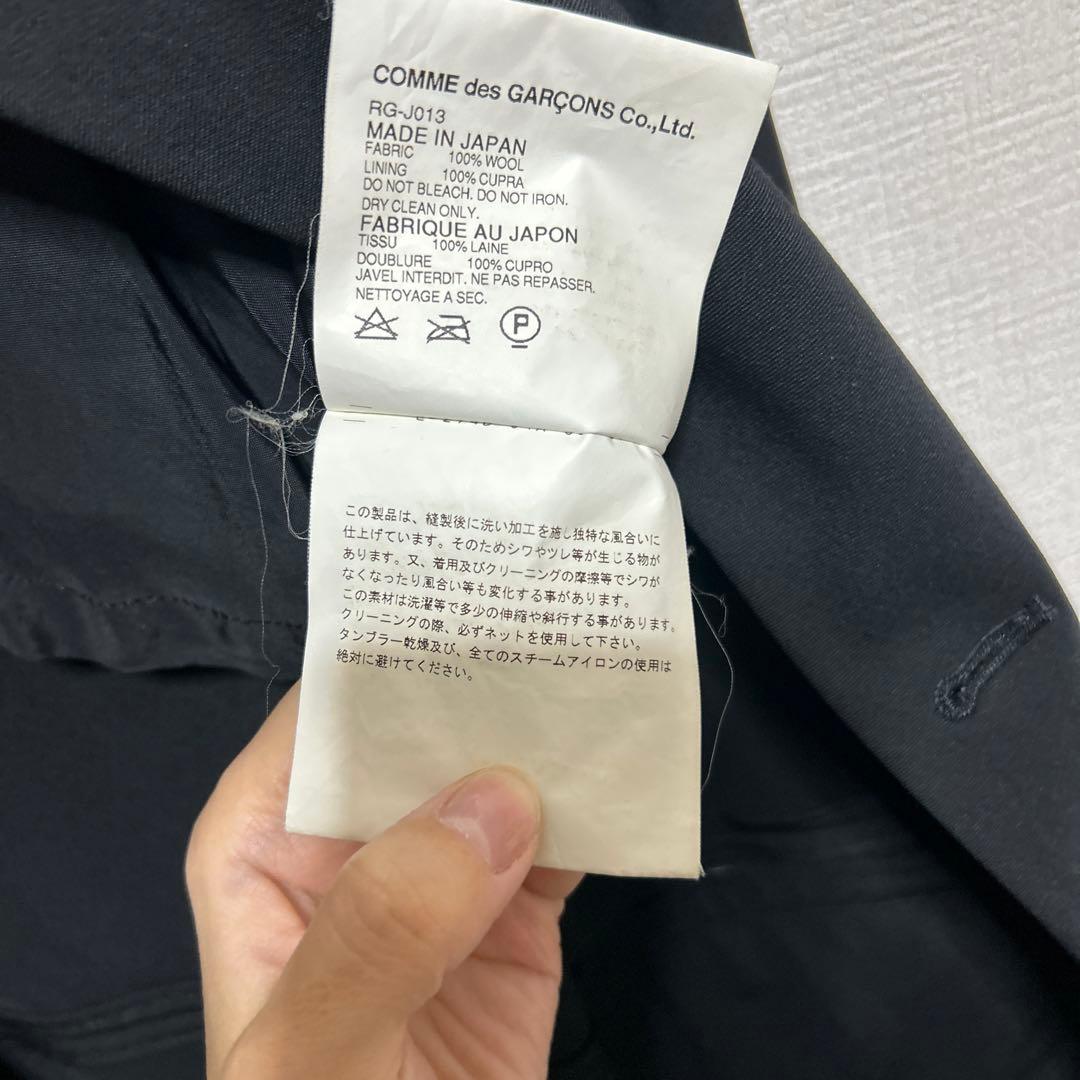 COMME des GARÇONS Co.,Ltd.
RG-J013
MADE IN JAPAN
FABRIC 100% WOOL
LINING 100% CUPRA
DO NOT BLEACH. DO NOT IRON.
DRY CLEAN ONLY.
FABRIQUE AU JAPON
TISSU 100% LAINE
DOUBLURE 100% CUPRO
JAVEL INTERDIT. NE PAS REPASSER.
NETTOYAGE A SEC.
P
この製品は、縫製後に洗い加工を施し独特な風合いに
仕上げています。そのためシワやツレ等が生じる物が
あります。又、着用及びクリーニングの摩擦等でシワが
なくなったり風合い等も変化する事があります。
この素材は洗濯等で多少の伸縮や斜行する事があります。
クリーニングの際、必ずネットを使用して下さい。
タンブラー乾燥及び、全てのスチームアイロンの使用は
絶対に避けてください。